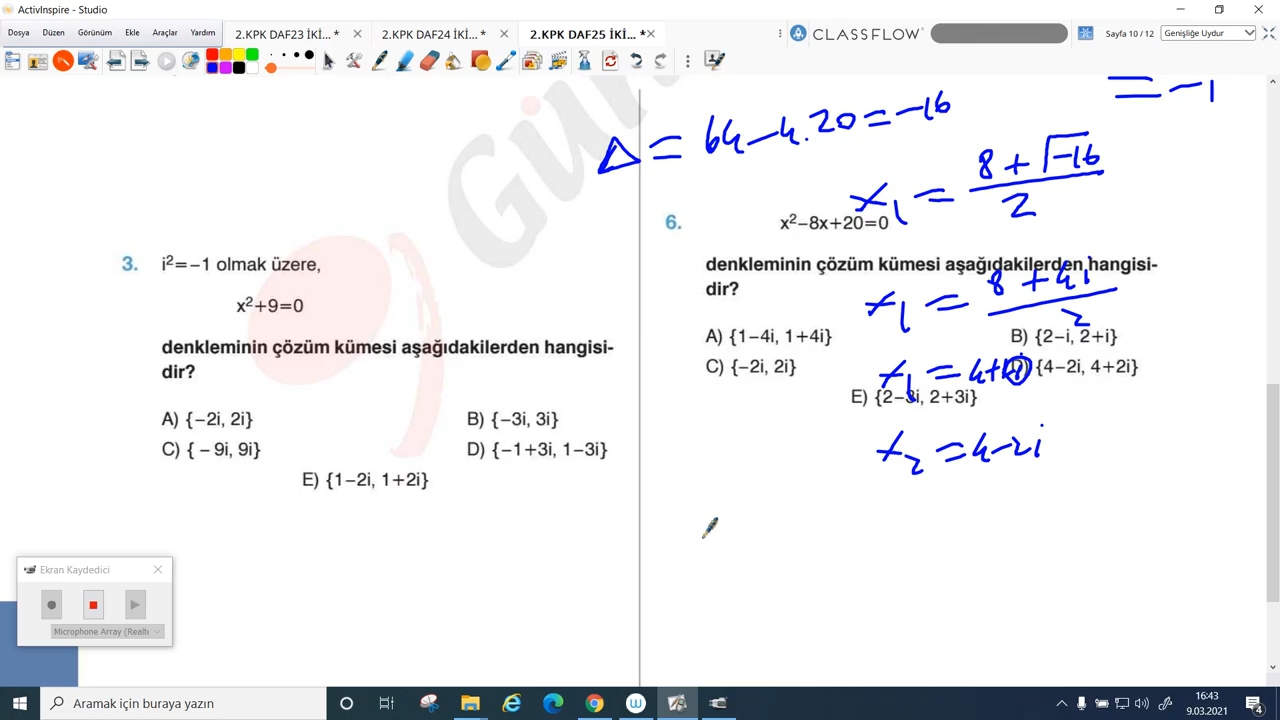 ActivInspire - Studio
Dosya Düzen Görünüm Ekle Araçlar Yardım
2.KPK DAF23 İKİ... *
2.KPK DAF24 İKİ... *
2.KPK DAF25 İKİ... *
CLASSFLOW
Sayfa 10 / 12
Genişliğine Uydur
= -1
Δ = 64-4.20=-16
x₁ = (8+√-16)/2
3. i²=-1 olmak üzere,
x²+9=0
denkleminin çözüm kümesi aşağıdakilerden hangisi-
dir?
A) {-2i, 2i}
B) {-3i, 3i}
C) { - 9i, 9i}
D) {-1+3i, 1-3i}
E) {1-2i, 1+2i}
6. x²-8x+20=0
denkleminin çözüm kümesi aşağıdakilerden hangisi-
dir?
x₁ = (8+4i)/2
A) {1-4i, 1+4i}
B) {2-i, 2+i}
C) {-2i, 2i}
D) {4-2i, 4+2i}
E) {2-3i, 2+3i}
x₂ = 4-2i
Ekran Kaydedici
Microphone Array (Realte
Aramak için buraya yazın
16:43
9.03.2021
4